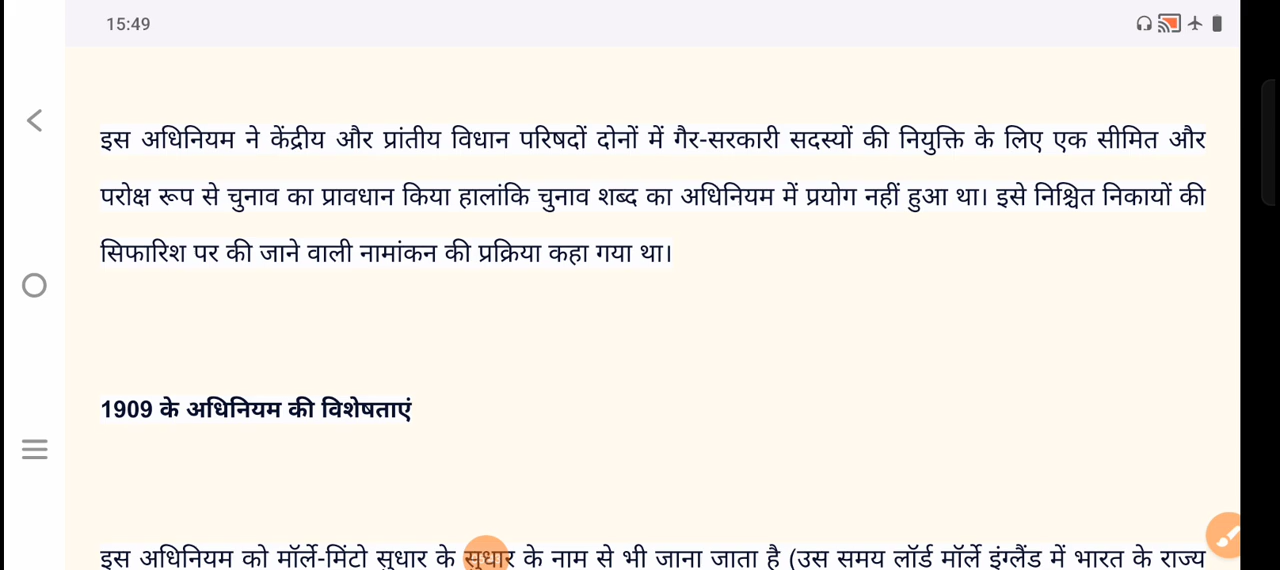 15:49
इस अधिनियम ने केंद्रीय और प्रांतीय विधान परिषदों दोनों में गैर-सरकारी सदस्यों की नियुक्ति के लिए एक सीमित और
परोक्ष रूप से चुनाव का प्रावधान किया हालांकि चुनाव शब्द का अधिनियम में प्रयोग नहीं हुआ था। इसे निश्चित निकायों की
सिफारिश पर की जाने वाली नामांकन की प्रक्रिया कहा गया था।
1909 के अधिनियम की विशेषताएं
इस अधिनियम को मॉर्ले-मिंटो सुधार के सुधार के नाम से भी जाना जाता है (उस समय लॉर्ड मॉर्ले इंग्लैंड में भारत के राज्य